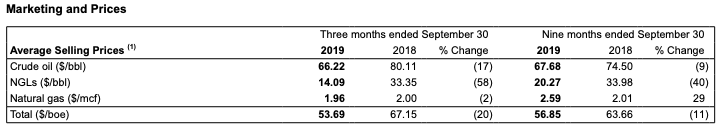 Marketing and Prices
Three months ended September 30 Nine months ended September 30
Average Selling Prices (1) 2019 2018 % Change 2019 2018 % Change
Crude oil ($/bbl) 66.22 80.11 (17) 67.68 74.50 (9)
NGLs ($/bbl) 14.09 33.35 (58) 20.27 33.98 (40)
Natural gas ($/mcf) 1.96 2.00 (2) 2.59 2.01 29
Total ($/boe) 53.69 67.15 (20) 56.85 63.66 (11)